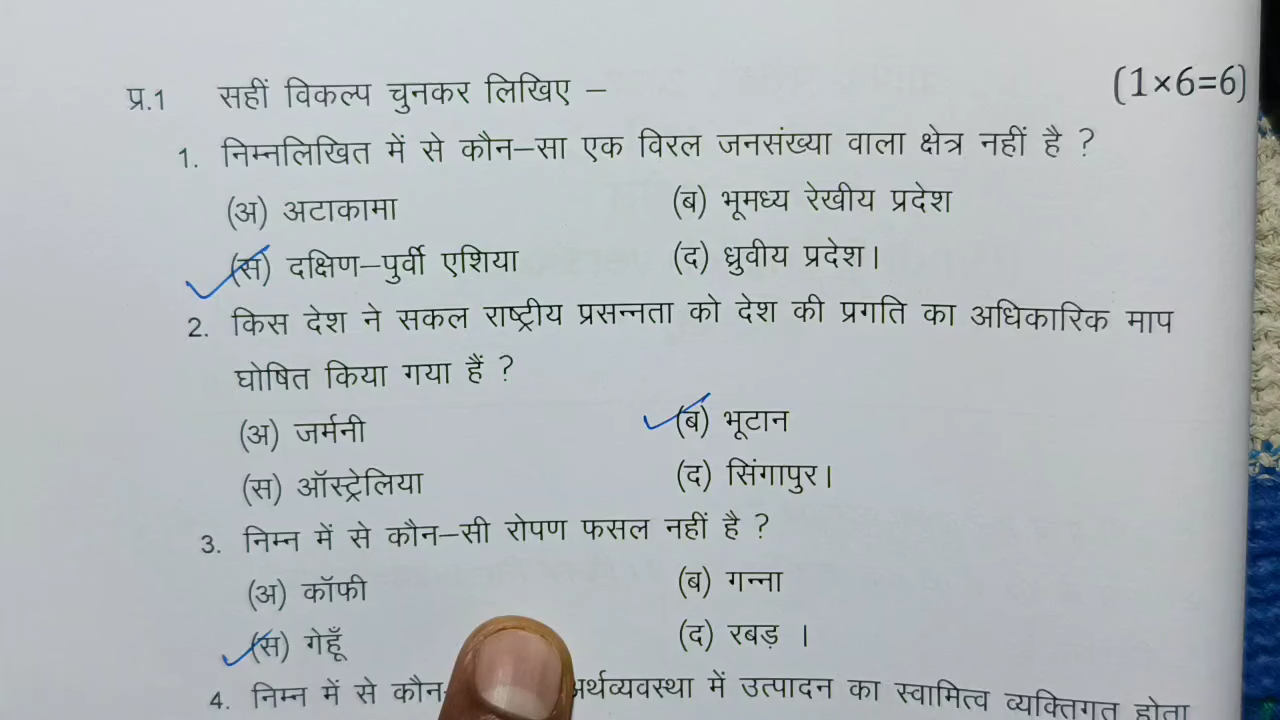 प्र.1 सहीं विकल्प चुनकर लिखिए – (1×6=6)
1. निम्नलिखित में से कौन–सा एक विरल जनसंख्या वाला क्षेत्र नहीं है ?
(अ) अटाकामा (ब) भूमध्य रेखीय प्रदेश
(स) दक्षिण–पुर्वी एशिया (द) ध्रुवीय प्रदेश।
2. किस देश ने सकल राष्ट्रीय प्रसन्नता को देश की प्रगति का अधिकारिक माप
घोषित किया गया हैं ?
(अ) जर्मनी (ब) भूटान
(स) ऑस्ट्रेलिया (द) सिंगापुर।
3. निम्न में से कौन–सी रोपण फसल नहीं है ?
(अ) कॉफी (ब) गन्ना
(स) गेहूँ (द) रबड़ ।
4. निम्न में से कौन– अर्थव्यवस्था में उत्पादन का स्वामित्व व्यक्तिगत होता